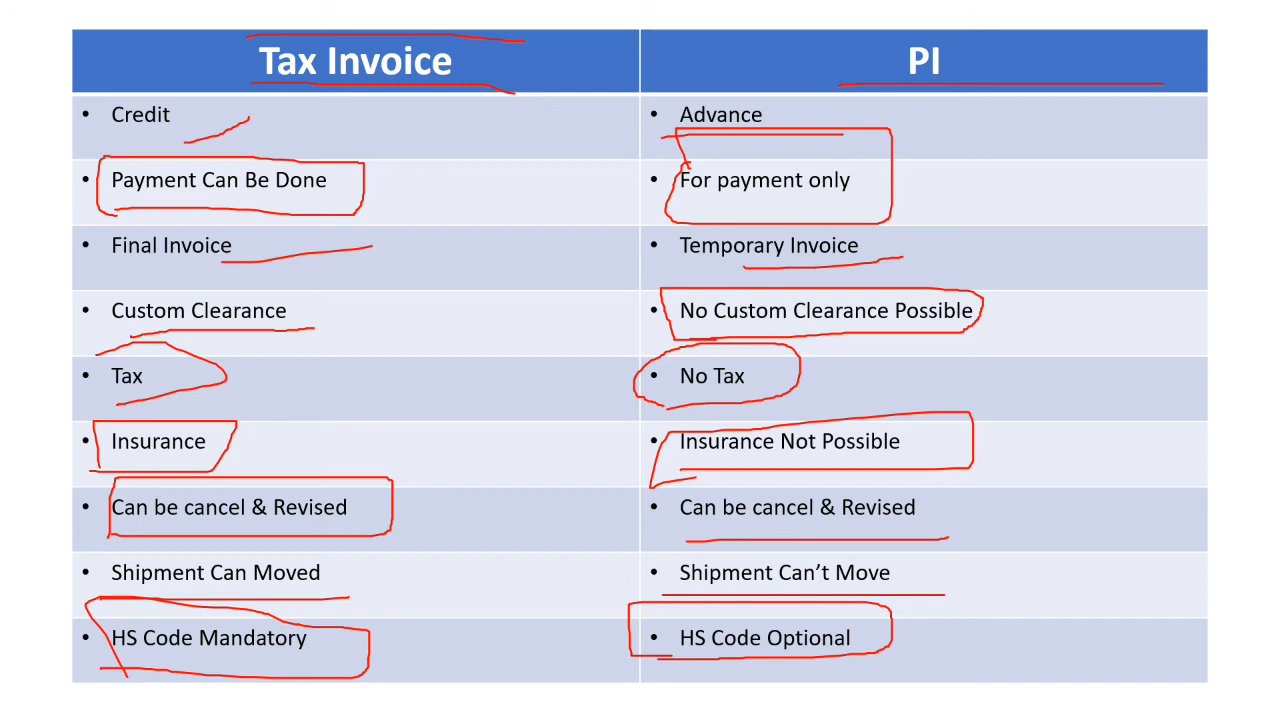 Tax Invoice PI
• Credit • Advance
• Payment Can Be Done • For payment only
• Final Invoice • Temporary Invoice
• Custom Clearance • No Custom Clearance Possible
• Tax • No Tax
• Insurance • Insurance Not Possible
• Can be cancel & Revised • Can be cancel & Revised
• Shipment Can Moved • Shipment Can’t Move
• HS Code Mandatory • HS Code Optional